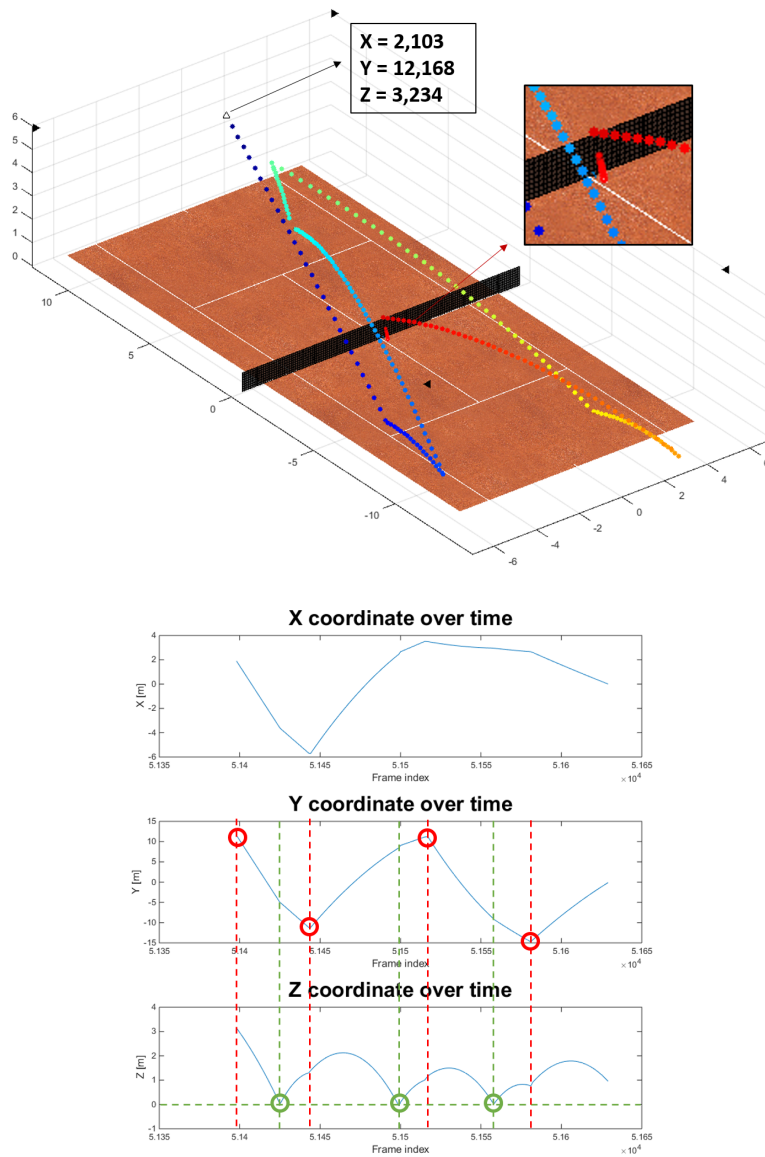 X = 2,103
Y = 12,168
Z = 3,234
6
5
4
3
2
1
0
10
5
0
-5
-10
6
4
2
0
-2
-4
-6
X coordinate over time
X [m]
4
2
0
-2
-4
-6
5.135 5.14 5.145 5.15 5.155 5.16 5.165
Frame index
×10⁴
Y coordinate over time
Y [m]
15
10
5
0
-5
-10
-15
5.135 5.14 5.145 5.15 5.155 5.16 5.165
Frame index
×10⁴
Z coordinate over time
Z [m]
4
3
2
1
0
-1
5.135 5.14 5.145 5.15 5.155 5.16 5.165
Frame index
×10⁴